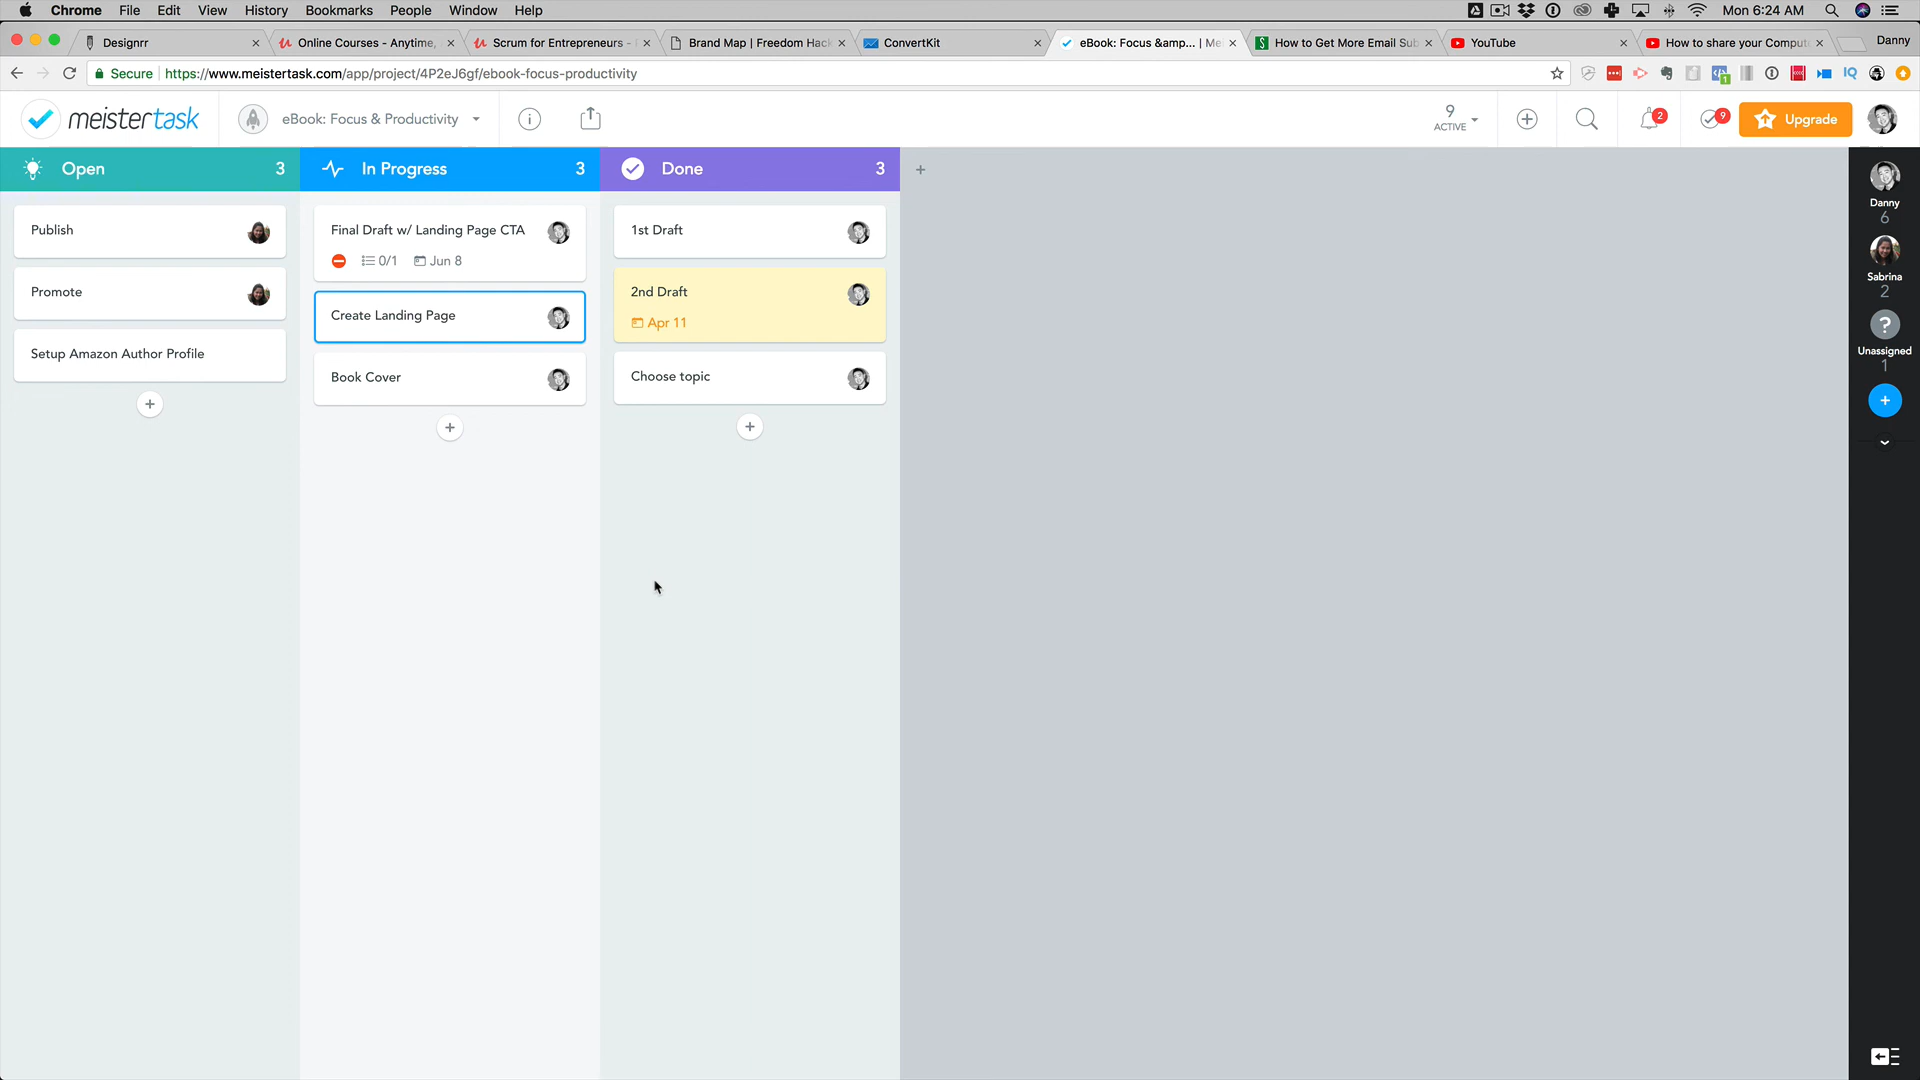 Chrome File Edit View History Bookmarks People Window Help
Mon 6:24 AM
Designrr
Online Courses - Anytime,
Scrum for Entrepreneurs -
Brand Map | Freedom Hack
ConvertKit
eBook: Focus &amp... | Me
How to Get More Email Sub
YouTube
How to share your Comput
Danny
Secure
https://www.meistertask.com/app/project/4P2eJ6gf/ebook-focus-productivity
1
IQ
meistertask
eBook: Focus & Productivity
9
ACTIVE
2
9
Upgrade
Open 3
In Progress 3
Done 3
Publish
Promote
Setup Amazon Author Profile
Final Draft w/ Landing Page CTA
0/1 Jun 8
Create Landing Page
Book Cover
1st Draft
2nd Draft
Apr 11
Choose topic
Danny
6
Sabrina
2
?
Unassigned
1